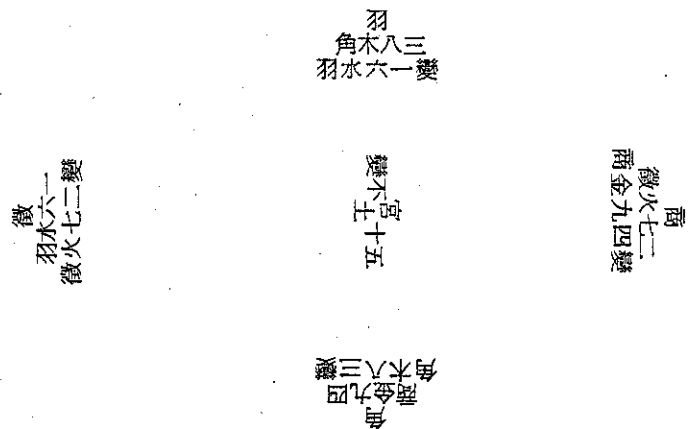 羽
角木八三
羽水六一變
徵
羽水六一
徵火七二變
不變
宮土
十五
商
徵火七二
商金九四變
角木八三變
商金九四
角